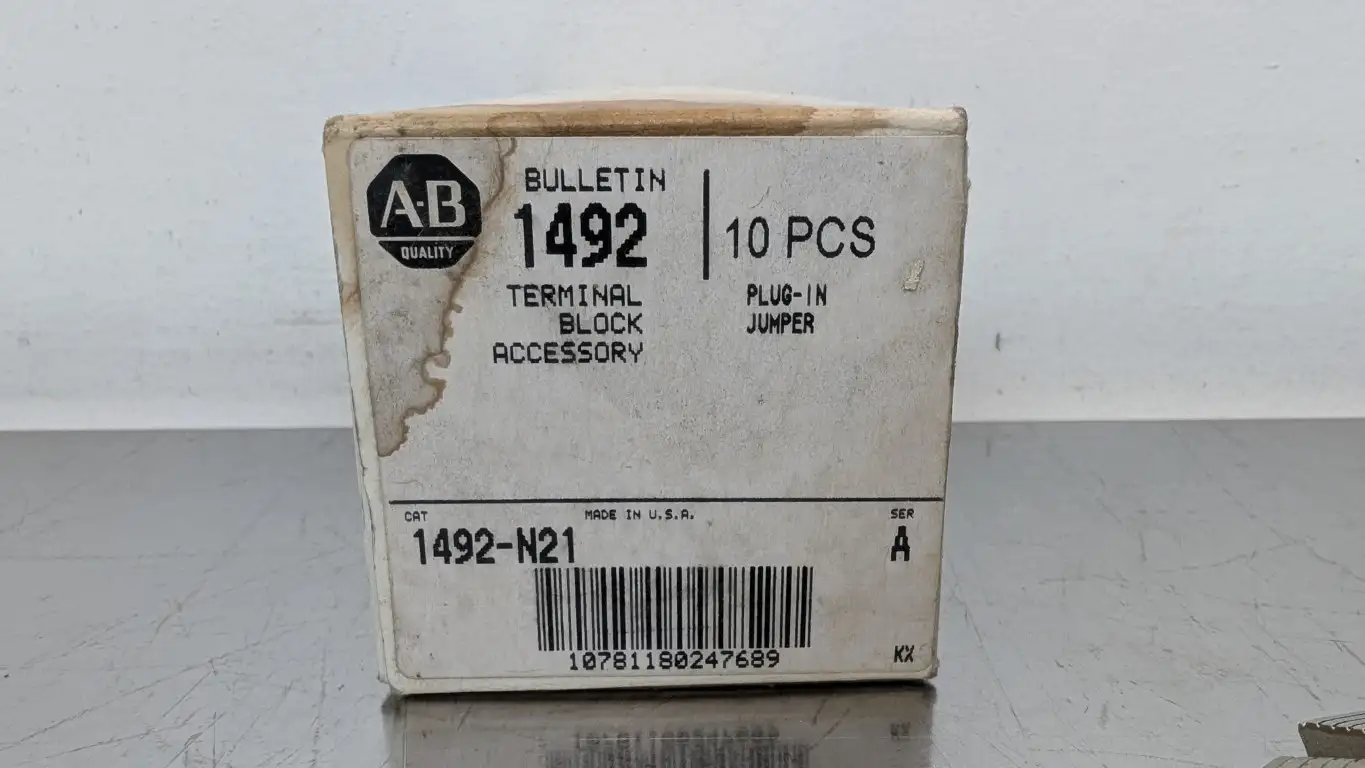 A-B
QUALITY
BULLETIN
1492
10 PCS
TERMINAL
BLOCK
ACCESSORY
PLUG-IN
JUMPER
CAT
MADE IN U.S.A.
SER
1492-N21
A
10781180247689
KX